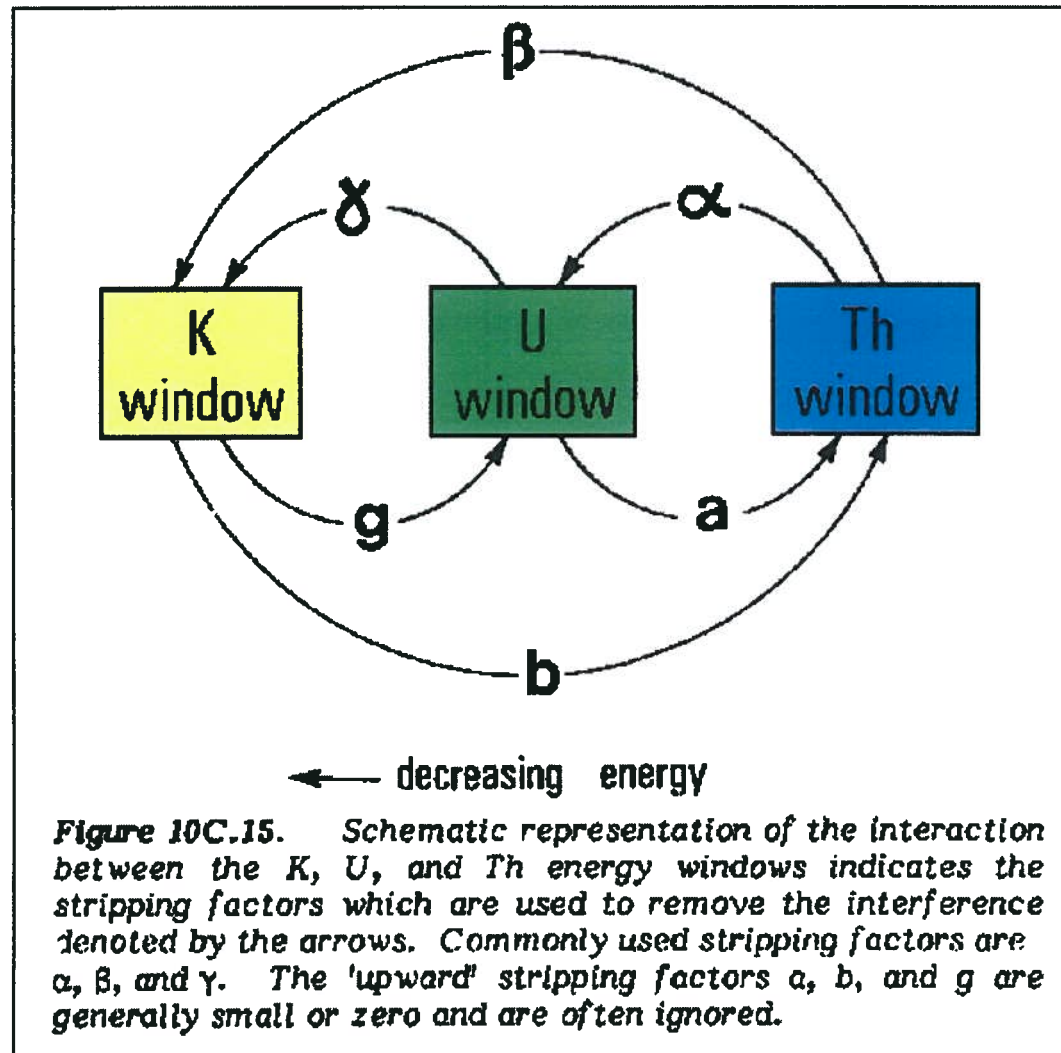 β
γ
α
K
window
U
window
Th
window
g
a
b
decreasing energy
Figure 10C.15. Schematic representation of the interaction
between the K, U, and Th energy windows indicates the
stripping factors which are used to remove the interference
denoted by the arrows. Commonly used stripping factors are
α, β, and γ. The 'upward' stripping factors a, b, and g are
generally small or zero and are often ignored.